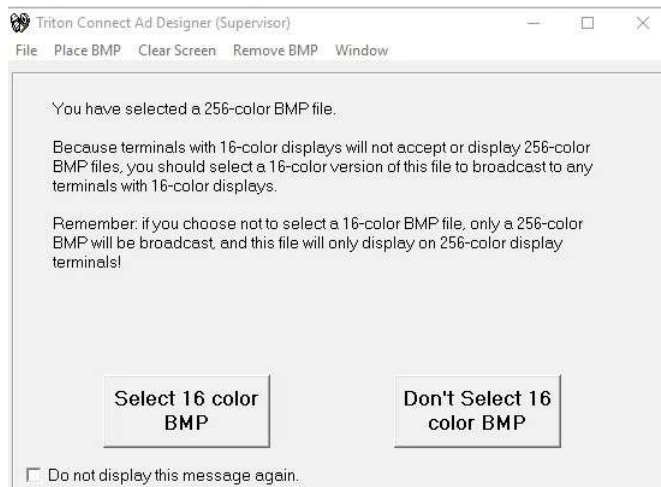 Triton Connect Ad Designer (Supervisor)
File Place BMP Clear Screen Remove BMP Window
You have selected a 256-color BMP file.
Because terminals with 16-color displays will not accept or display 256-color
BMP files, you should select a 16-color version of this file to broadcast to any
terminals with 16-color displays.
Remember: if you choose not to select a 16-color BMP file, only a 256-color
BMP will be broadcast, and this file will only display on 256-color display
terminals!
Select 16 color
BMP
Don't Select 16
color BMP
Do not display this message again.